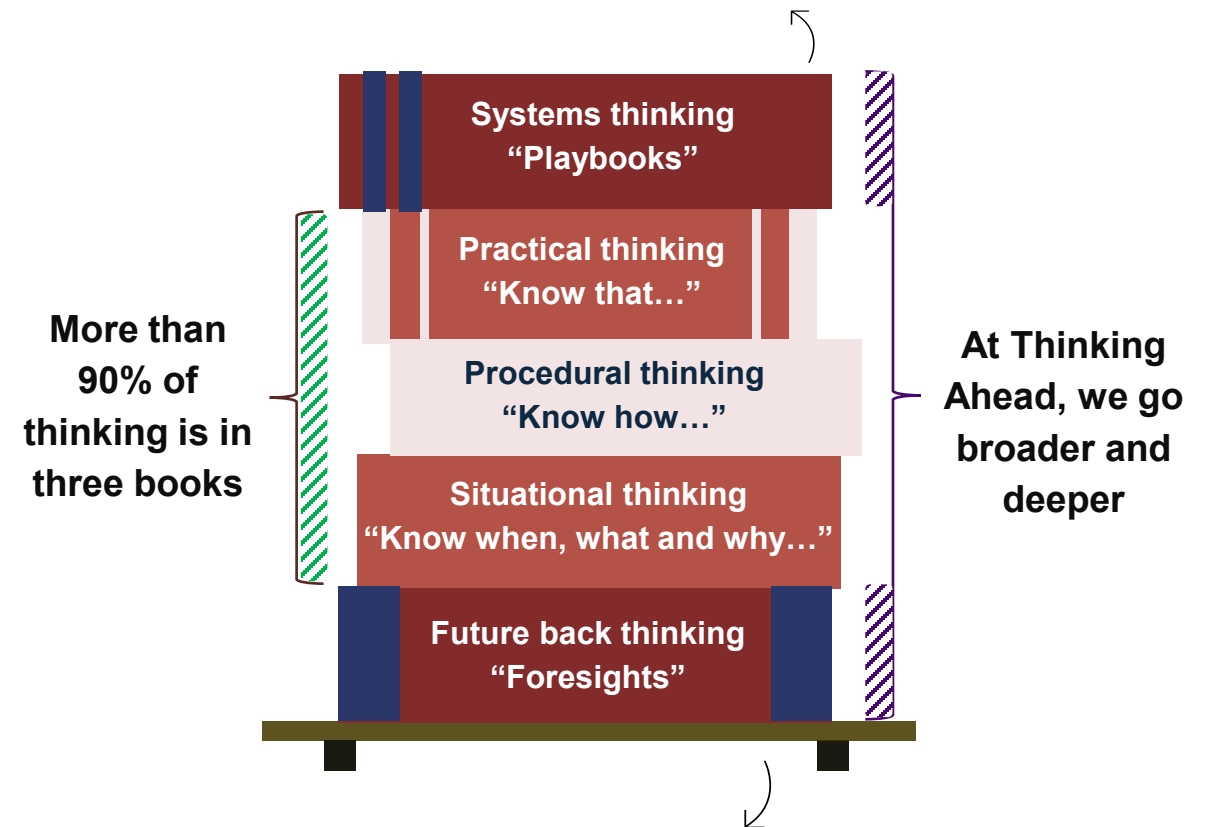 Systems thinking
“Playbooks”
Practical thinking
“Know that…”
Procedural thinking
“Know how…”
Situational thinking
“Know when, what and why…”
Future back thinking
“Foresights”
More than
90% of
thinking is in
three books
At Thinking
Ahead, we go
broader and
deeper